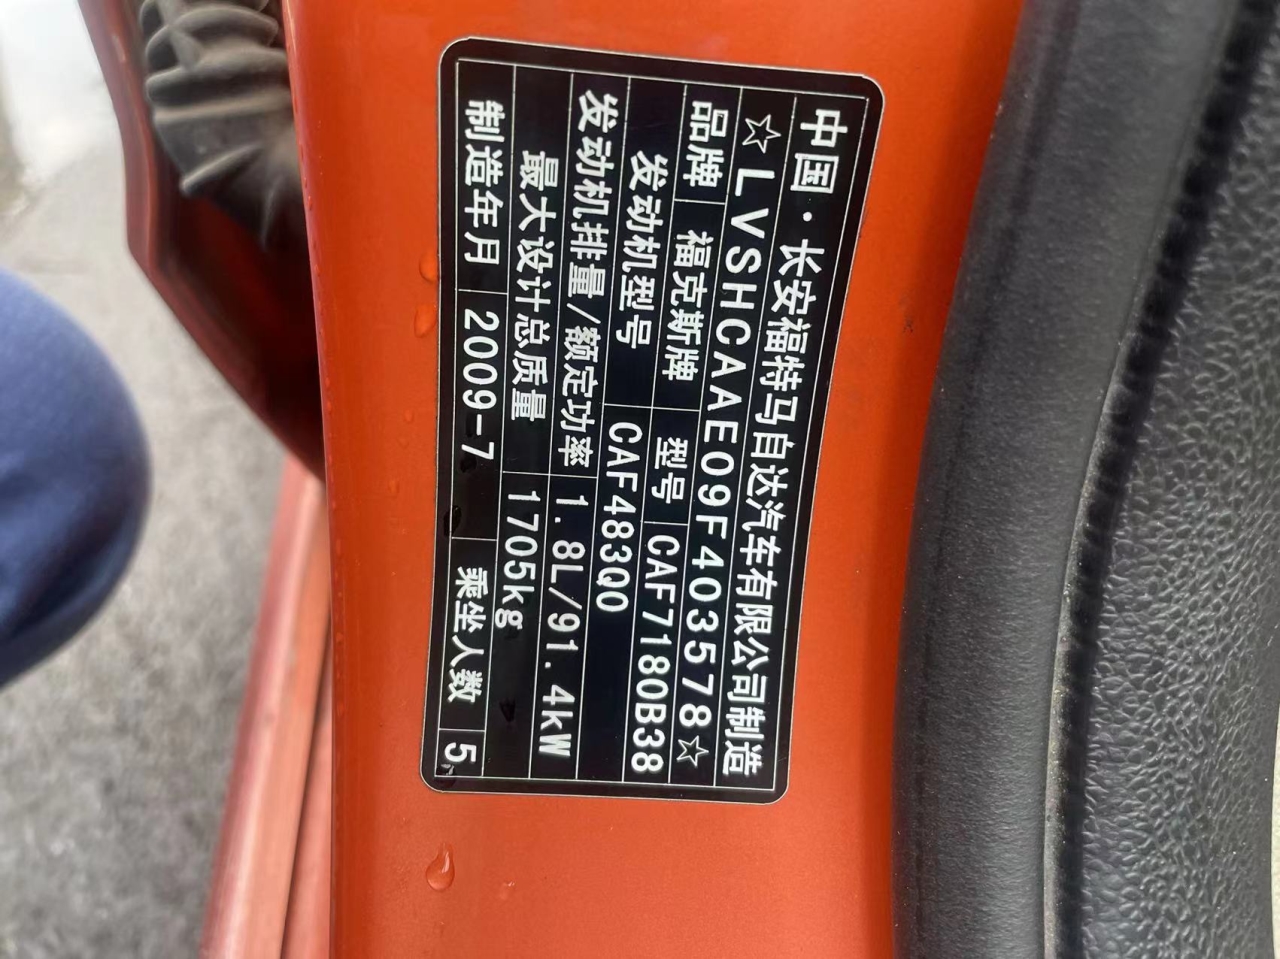 中国·长安福特马自达汽车有限公司制造
☆LVSHCAAE09F403578☆
品牌 福克斯牌 型号 CAF7180B38
发动机型号 CAF483Q0
发动机排量/额定功率 1.8L/91.4kW
最大设计总质量 1705kg
制造年月 2009-7 乘坐人数 5